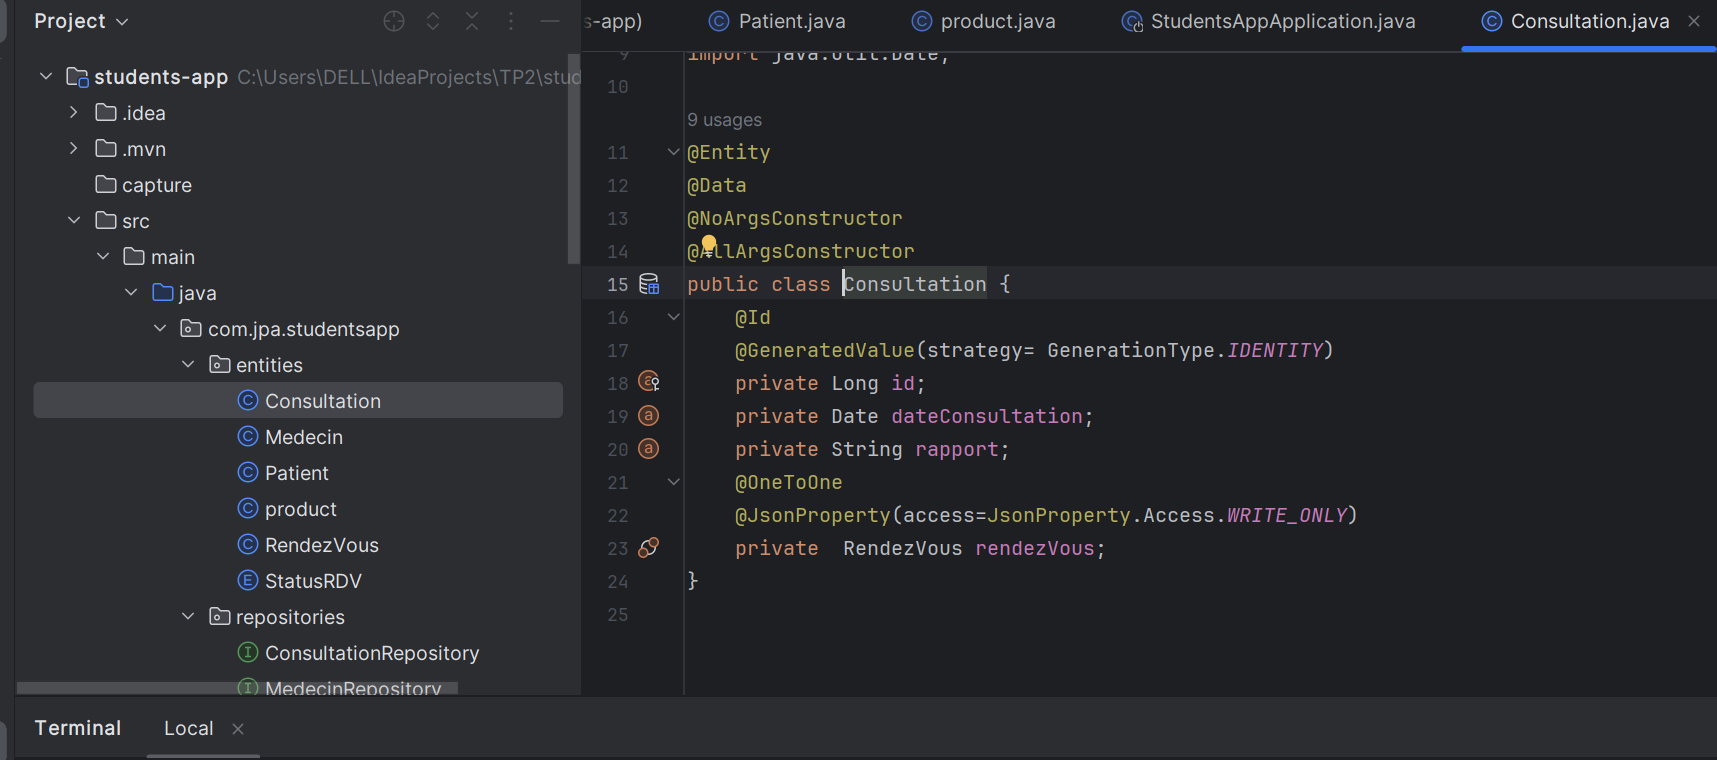 Project
students-app C:\Users\DELL\IdeaProjects\TP2\stud
.idea
.mvn
capture
src
main
java
com.jpa.studentsapp
entities
Consultation
Medecin
Patient
product
RendezVous
StatusRDV
repositories
ConsultationRepository
MedecinRepository
s-app) Patient.java product.java StudentsAppApplication.java Consultation.java
9 import java.util.Date;
10
9 usages
11 @Entity
12 @Data
13 @NoArgsConstructor
14 @AllArgsConstructor
15 public class Consultation {
16 @Id
17 @GeneratedValue(strategy= GenerationType.IDENTITY)
18 private Long id;
19 private Date dateConsultation;
20 private String rapport;
21 @OneToOne
22 @JsonProperty(access=JsonProperty.Access.WRITE_ONLY)
23 private  RendezVous rendezVous;
24 }
25
Terminal Local